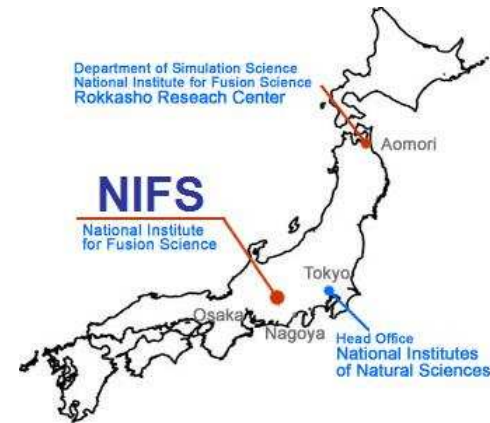 Department of Simulation Science
National Institute for Fusion Science
Rokkasho Reseach Center
Aomori
NIFS
National Institute
for Fusion Science
Tokyo
Osaka
Nagoya
Head Office
National Institutes
of Natural Sciences